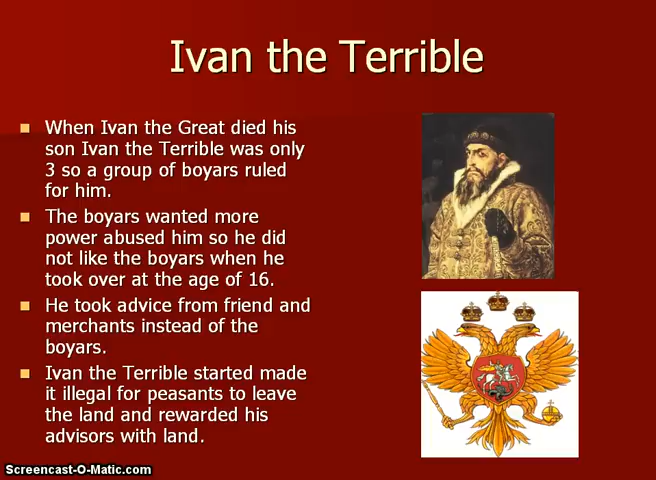 Ivan the Terrible
When Ivan the Great died his
son Ivan the Terrible was only
3 so a group of boyars ruled
for him.
The boyars wanted more
power abused him so he did
not like the boyars when he
took over at the age of 16.
He took advice from friend and
merchants instead of the
boyars.
Ivan the Terrible started made
it illegal for peasants to leave
the land and rewarded his
advisors with land.
Screencast-O-Matic.com